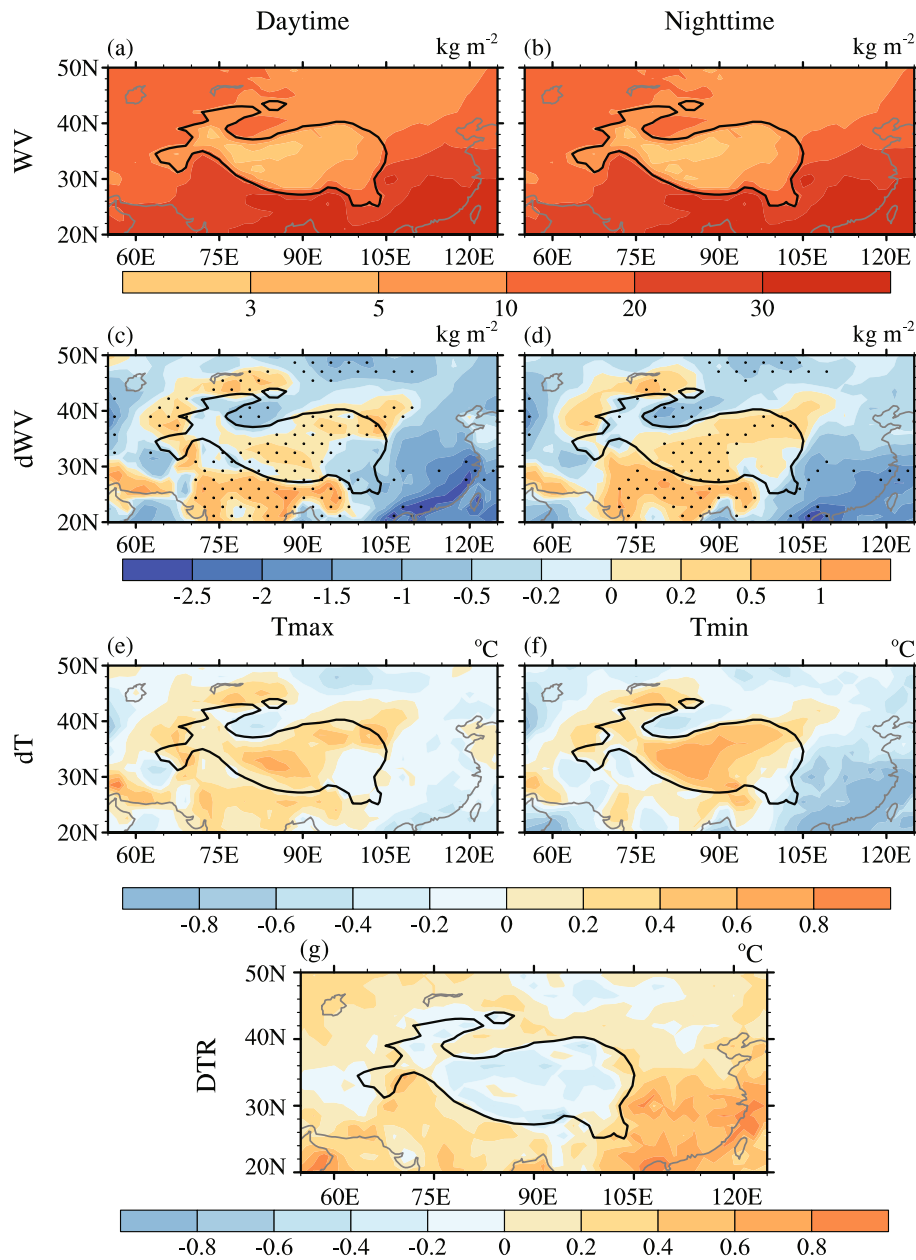 Daytime Nighttime
(a) kg m-2 (b) kg m-2
WV
50N
40N
30N
20N
60E 75E 90E 105E 120E 60E 75E 90E 105E 120E
3 5 10 20 30
(c) kg m-2 (d) kg m-2
dWV
50N
40N
30N
20N
60E 75E 90E 105E 120E 60E 75E 90E 105E 120E
-2.5 -2 -1.5 -1 -0.5 -0.2 0 0.2 0.5 1
Tmax Tmin
(e) °C (f) °C
dT
50N
40N
30N
20N
60E 75E 90E 105E 120E 60E 75E 90E 105E 120E
-0.8 -0.6 -0.4 -0.2 0 0.2 0.4 0.6 0.8
(g) °C
DTR
50N
40N
30N
20N
60E 75E 90E 105E 120E
-0.8 -0.6 -0.4 -0.2 0 0.2 0.4 0.6 0.8